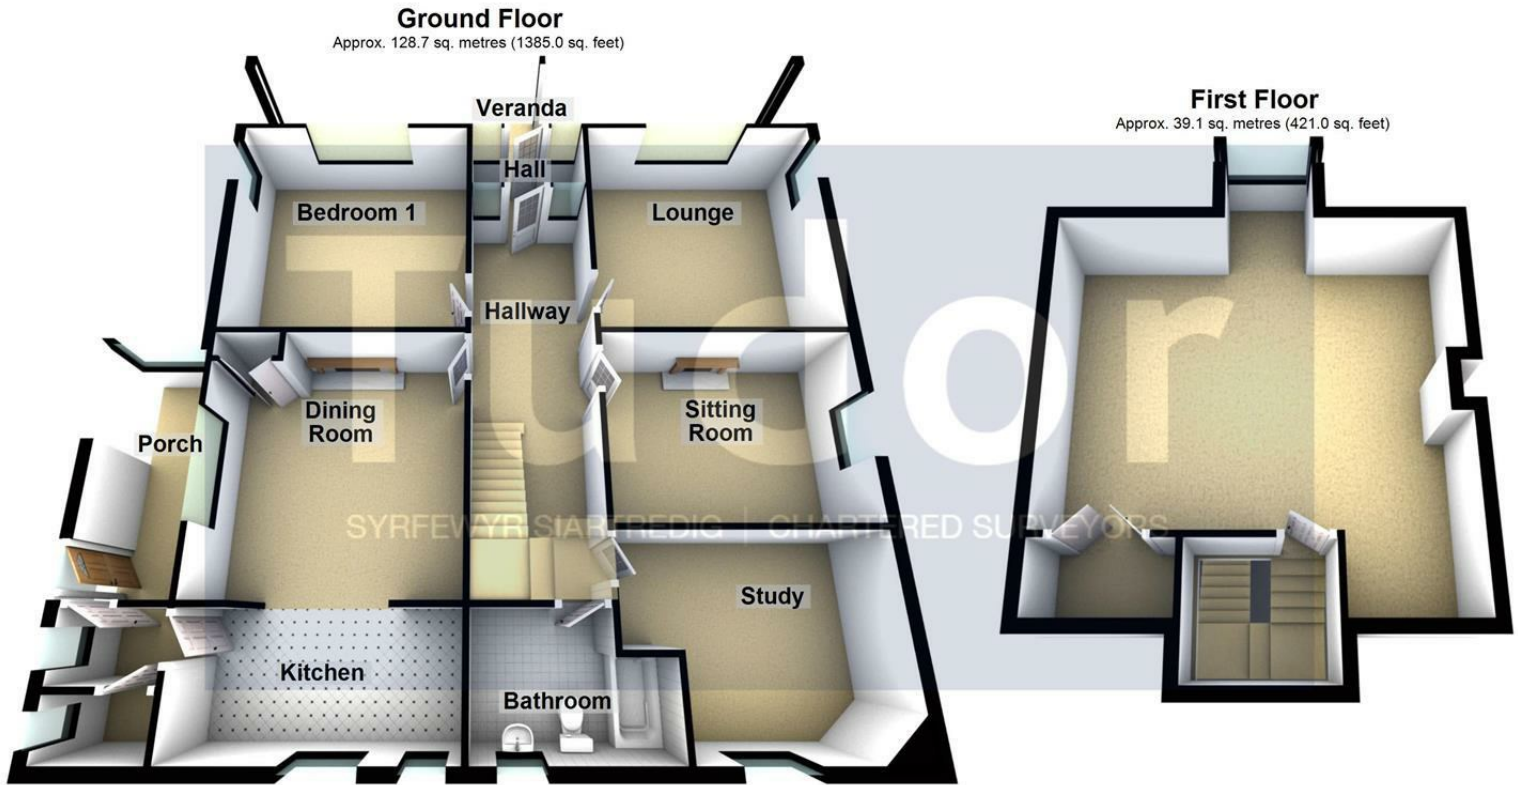 Ground Floor
Approx. 128.7 sq. metres (1385.0 sq. feet)
First Floor
Approx. 39.1 sq. metres (421.0 sq. feet)
Veranda
Hall
Bedroom 1
Lounge
Hallway
Dining
Room
Sitting
Room
Porch
Study
Kitchen
Bathroom
Tudor
SYRFEWYR SIARTREDIG | CHARTERED SURVEYORS